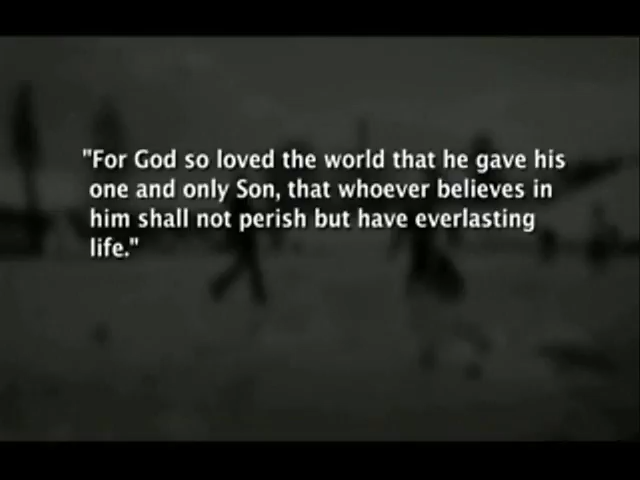 "For God so loved the world that he gave his
one and only Son, that whoever believes in
him shall not perish but have everlasting
life."